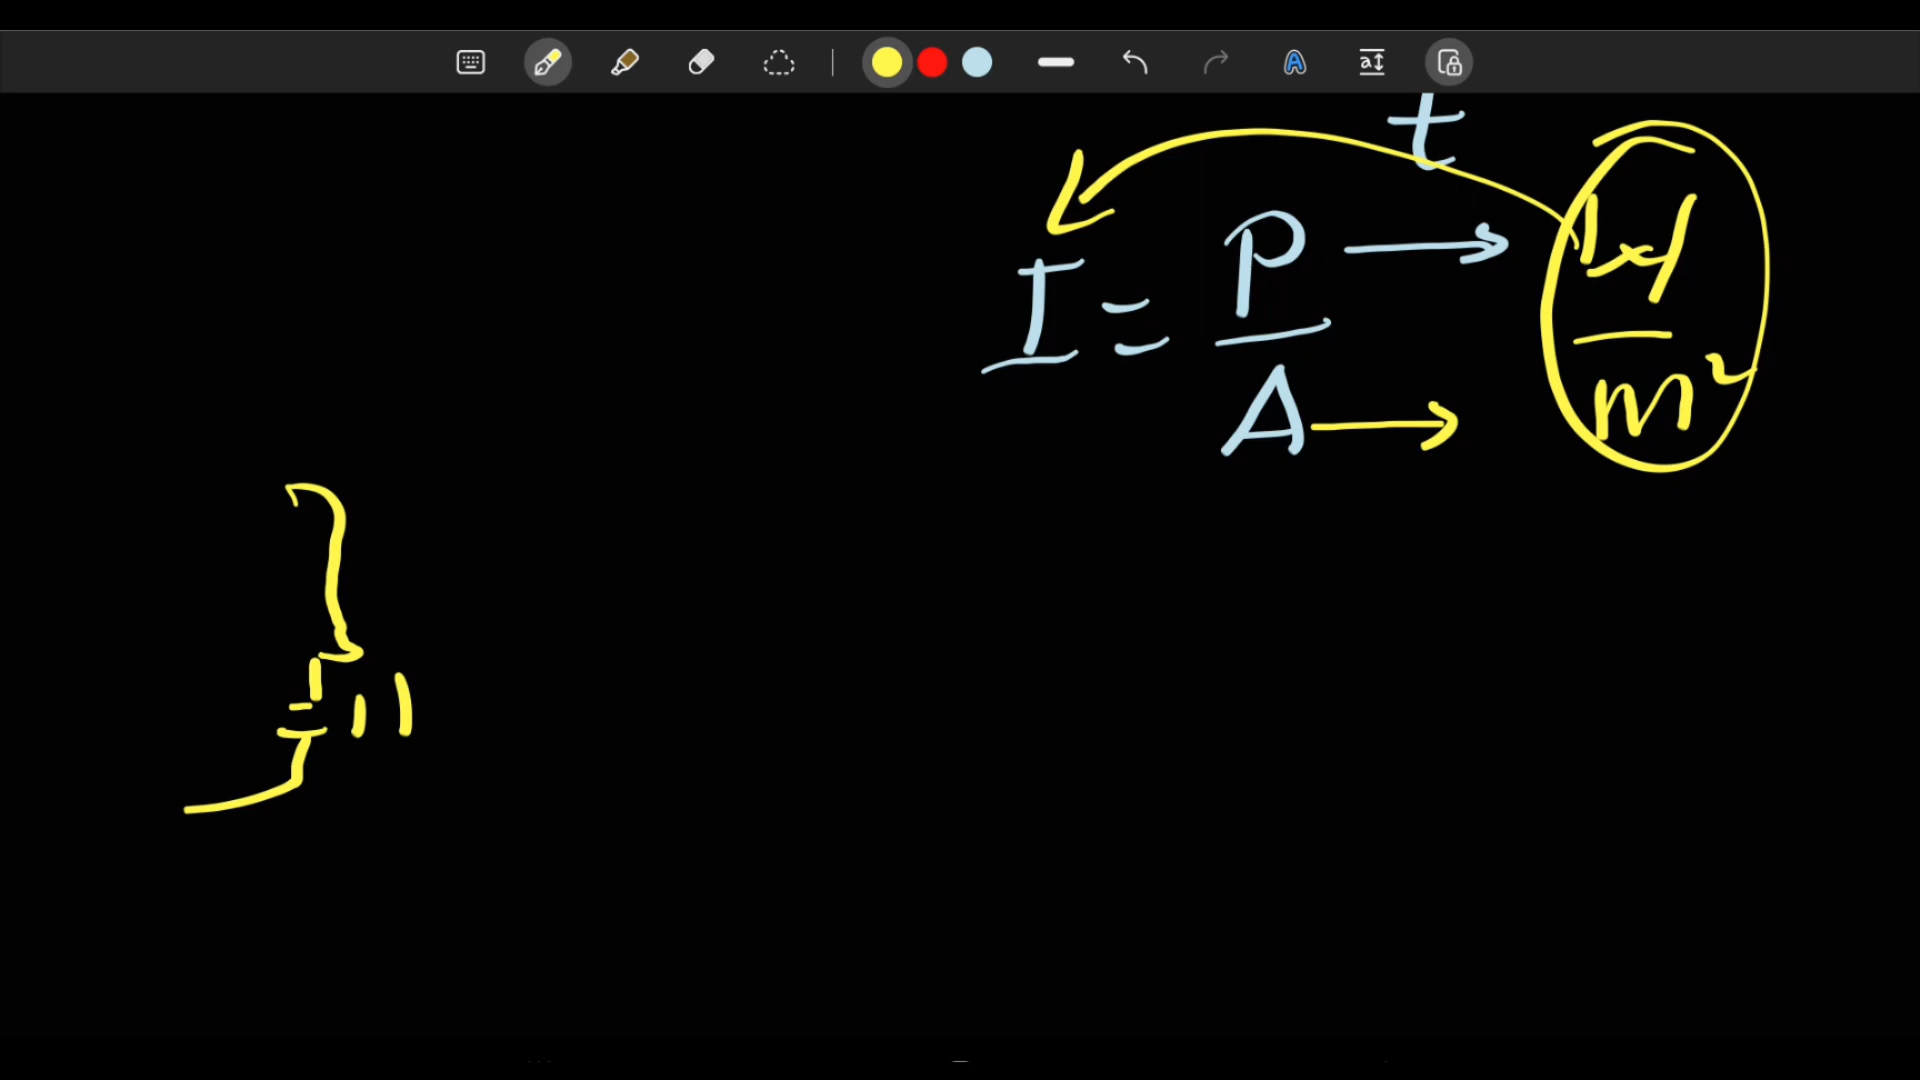 t
I = P → W
A → m²